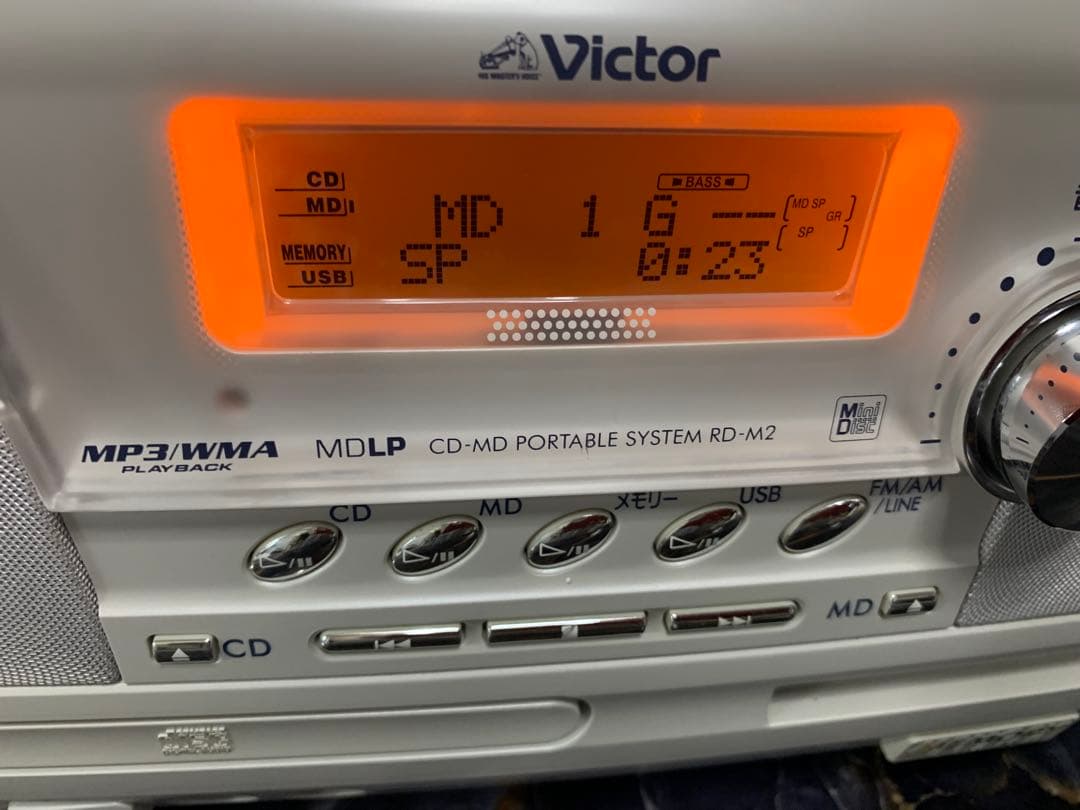 HIS MASTER'S VOICE
Victor
CD
BASS
MD
MD 1 G ---
MD SP GR
MEMORY
SP 0:23
SP
USB
MP3/WMA
PLAYBACK
MDLP
CD-MD PORTABLE SYSTEM RD-M2
Mini
Disc
CD
MD
メモリー
USB
FM/AM
/LINE
CD
MD